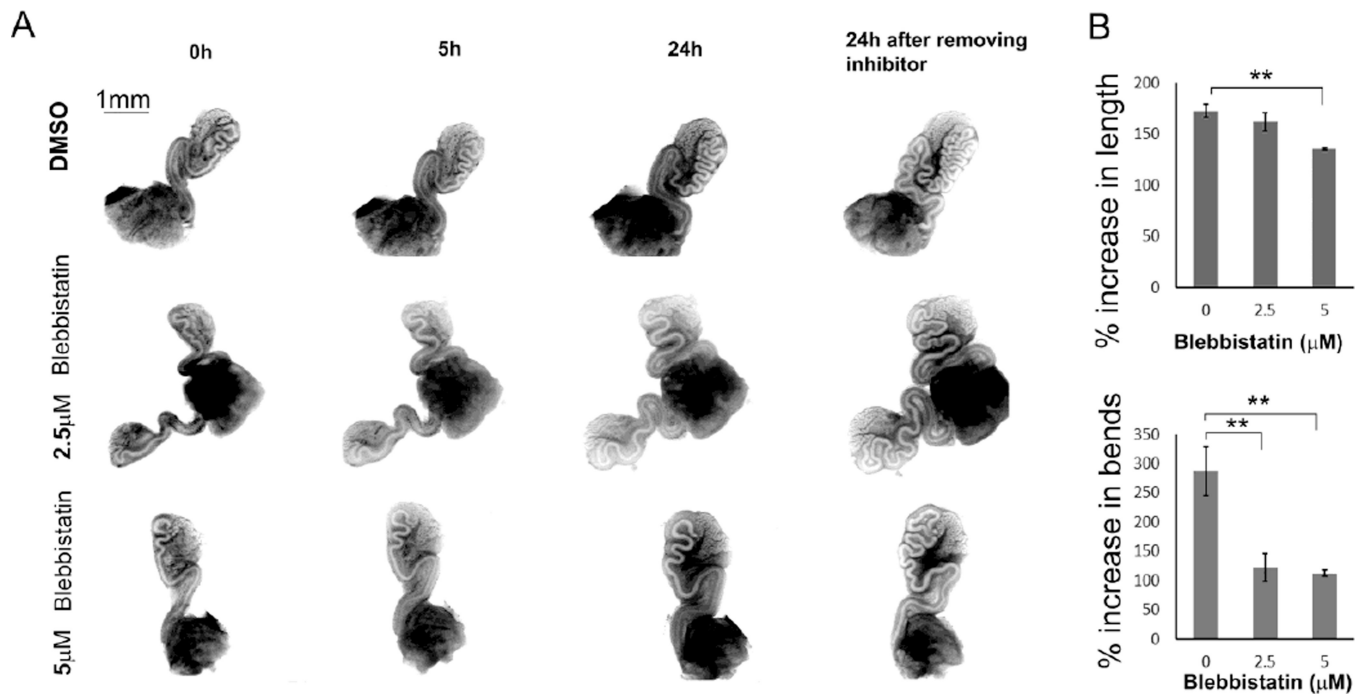 A
0h
5h
24h
24h after removing
inhibitor
1mm
DMSO
2.5μM Blebbistatin
5μM Blebbistatin
B
% increase in length
200
150
100
50
0
**
0 2.5 5
Blebbistatin (μM)
% increase in bends
350
300
250
200
150
100
50
0
**
**
0 2.5 5
Blebbistatin (μM)